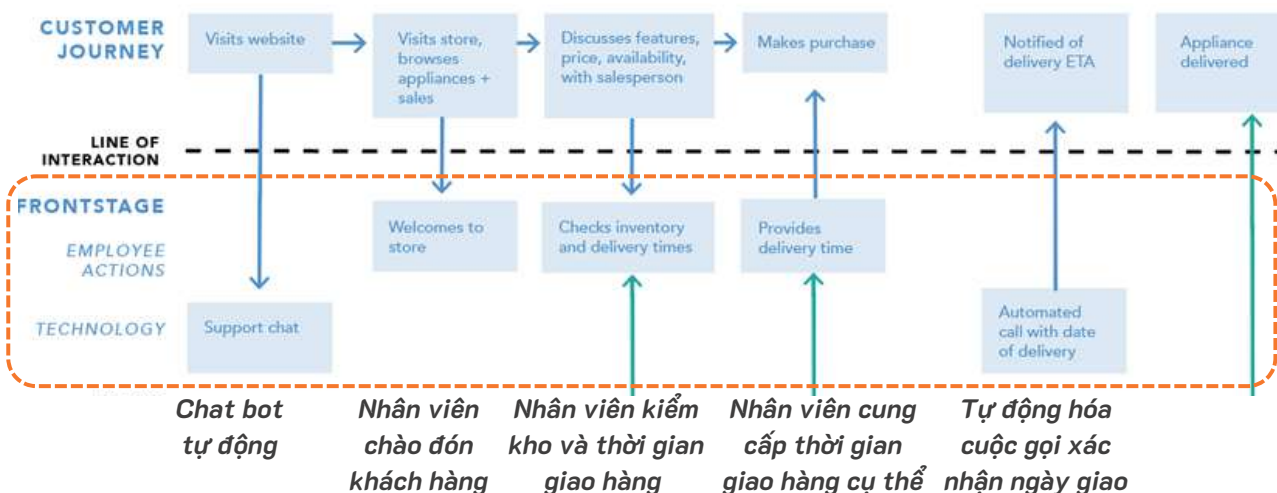 CUSTOMER
JOURNEY
Visits website
Visits store,
browses
appliances +
sales
Discusses features,
price, availability,
with salesperson
Makes purchase
Notified of
delivery ETA
Appliance
delivered
LINE OF
INTERACTION
FRONTSTAGE
EMPLOYEE
ACTIONS
Welcomes to
store
Checks inventory
and delivery times
Provides
delivery time
TECHNOLOGY
Support chat
Automated
call with date
of delivery
Chat bot
tự động
Nhân viên
chào đón
khách hàng
Nhân viên kiểm
kho và thời gian
giao hàng
Nhân viên cung
cấp thời gian
giao hàng cụ thể
Tự động hóa
cuộc gọi xác
nhận ngày giao